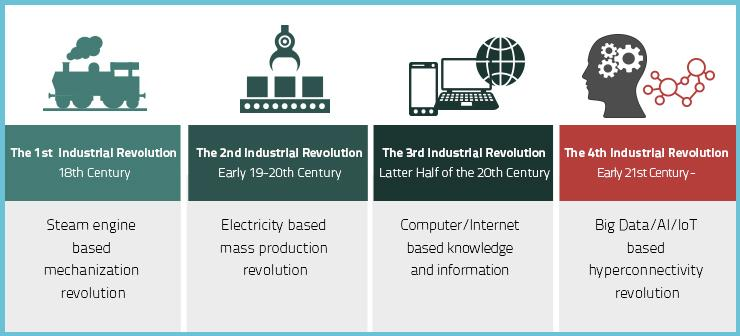 The 1st Industrial Revolution
18th Century
The 2nd Industrial Revolution
Early 19-20th Century
The 3rd Industrial Revolution
Latter Half of the 20th Century
The 4th Industrial Revolution
Early 21st Century-
Steam engine
based
mechanization
revolution
Electricity based
mass production
revolution
Computer/Internet
based knowledge
and information
Big Data/AI/IoT
based
hyperconnectivity
revolution